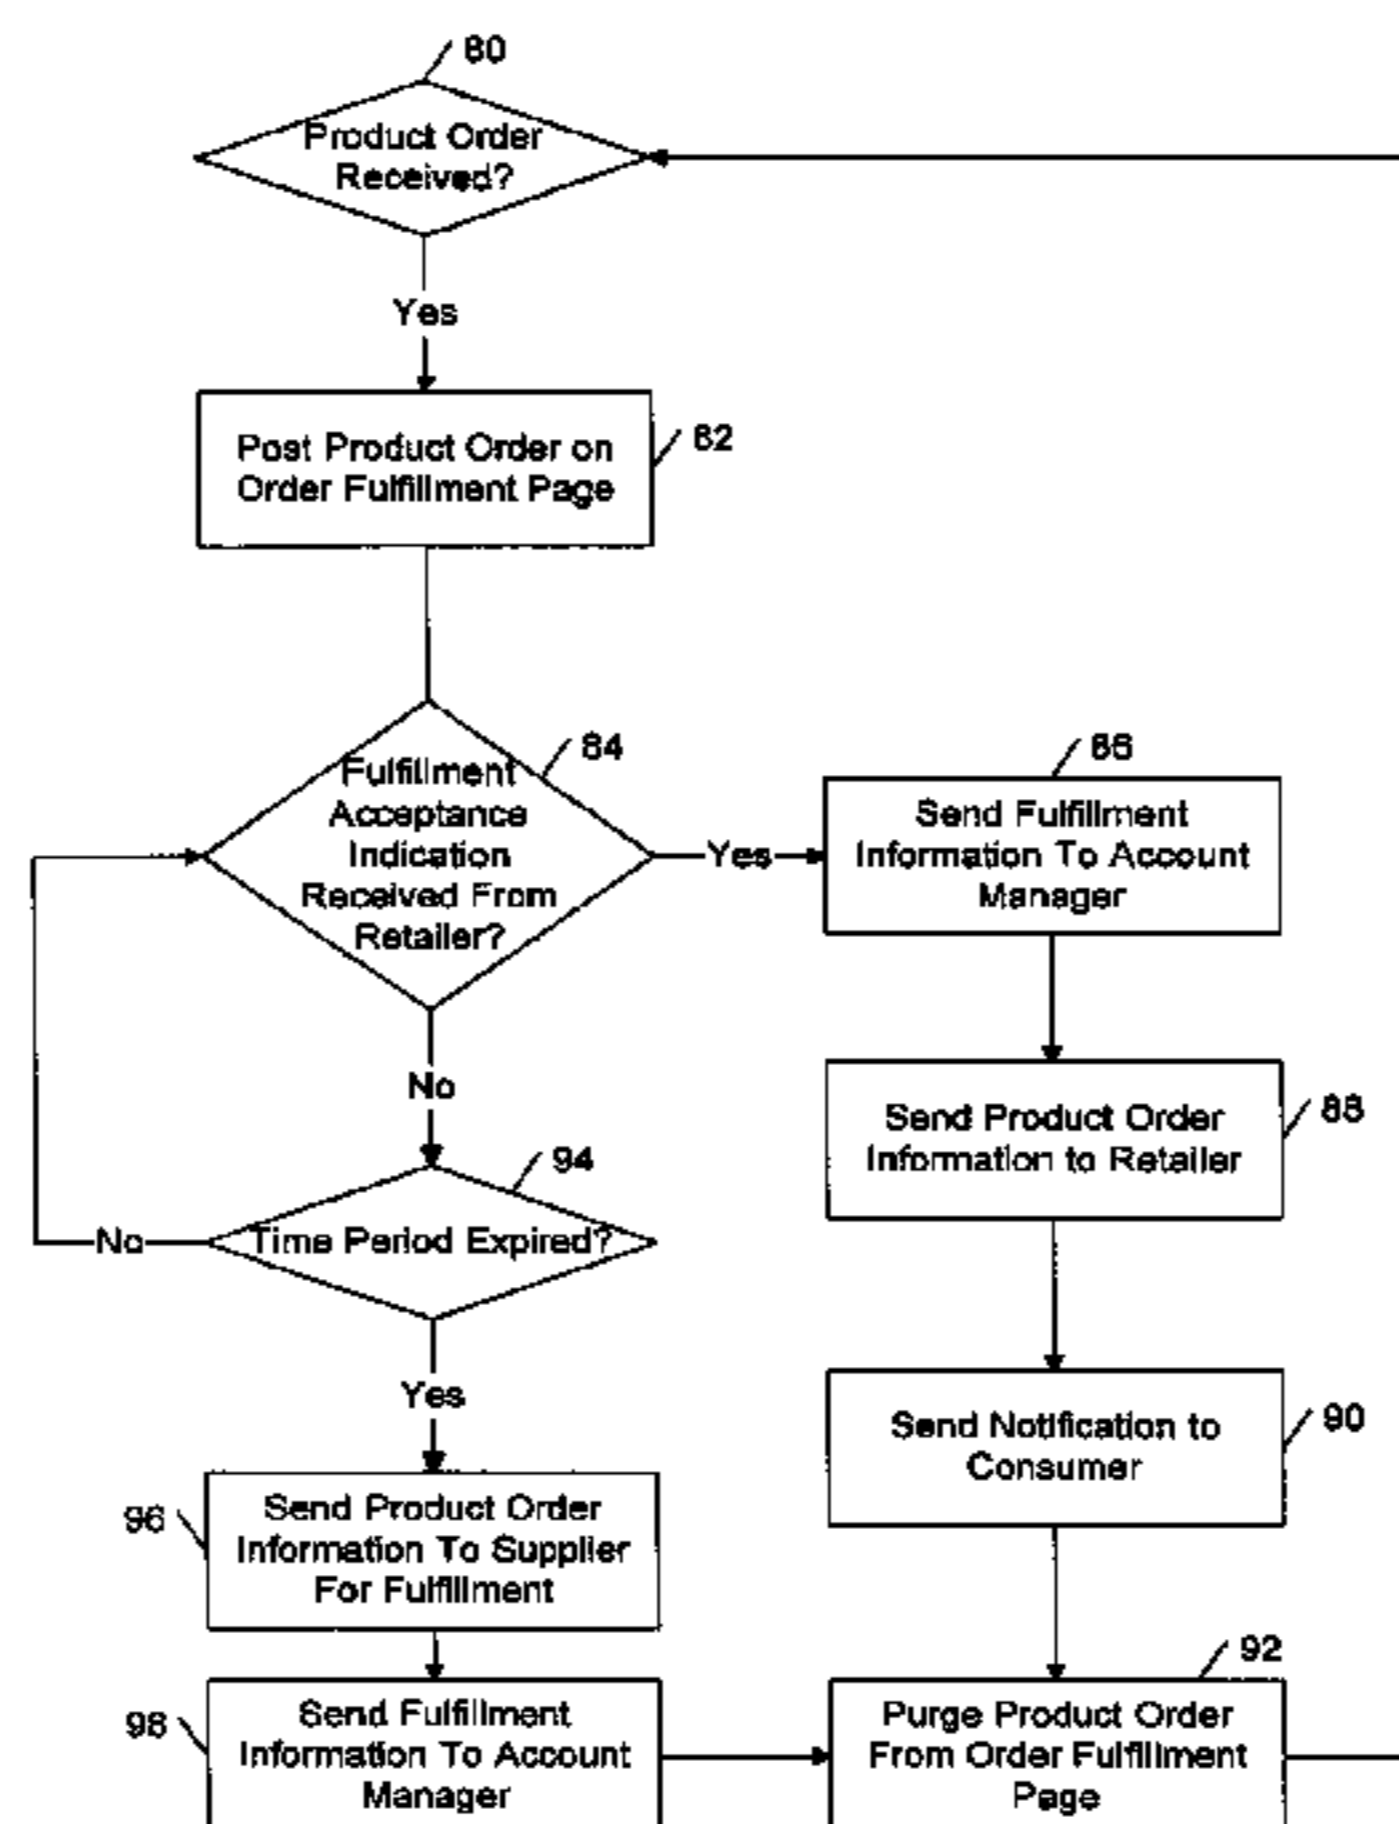 80
Product Order
Received?
Yes
Post Product Order on
Order Fulfillment Page
82
84
Fulfillment
Acceptance
Indication
Received From
Retailer?
Yes
86
Send Fulfillment
Information To Account
Manager
No
Send Product Order
Information to Retailer
88
94
Time Period Expired?
No
Yes
Send Notification to
Consumer
90
96
Send Product Order
Information To Supplier
For Fulfillment
92
98
Send Fulfillment
Information To Account
Manager
Purge Product Order
From Order Fulfillment
Page